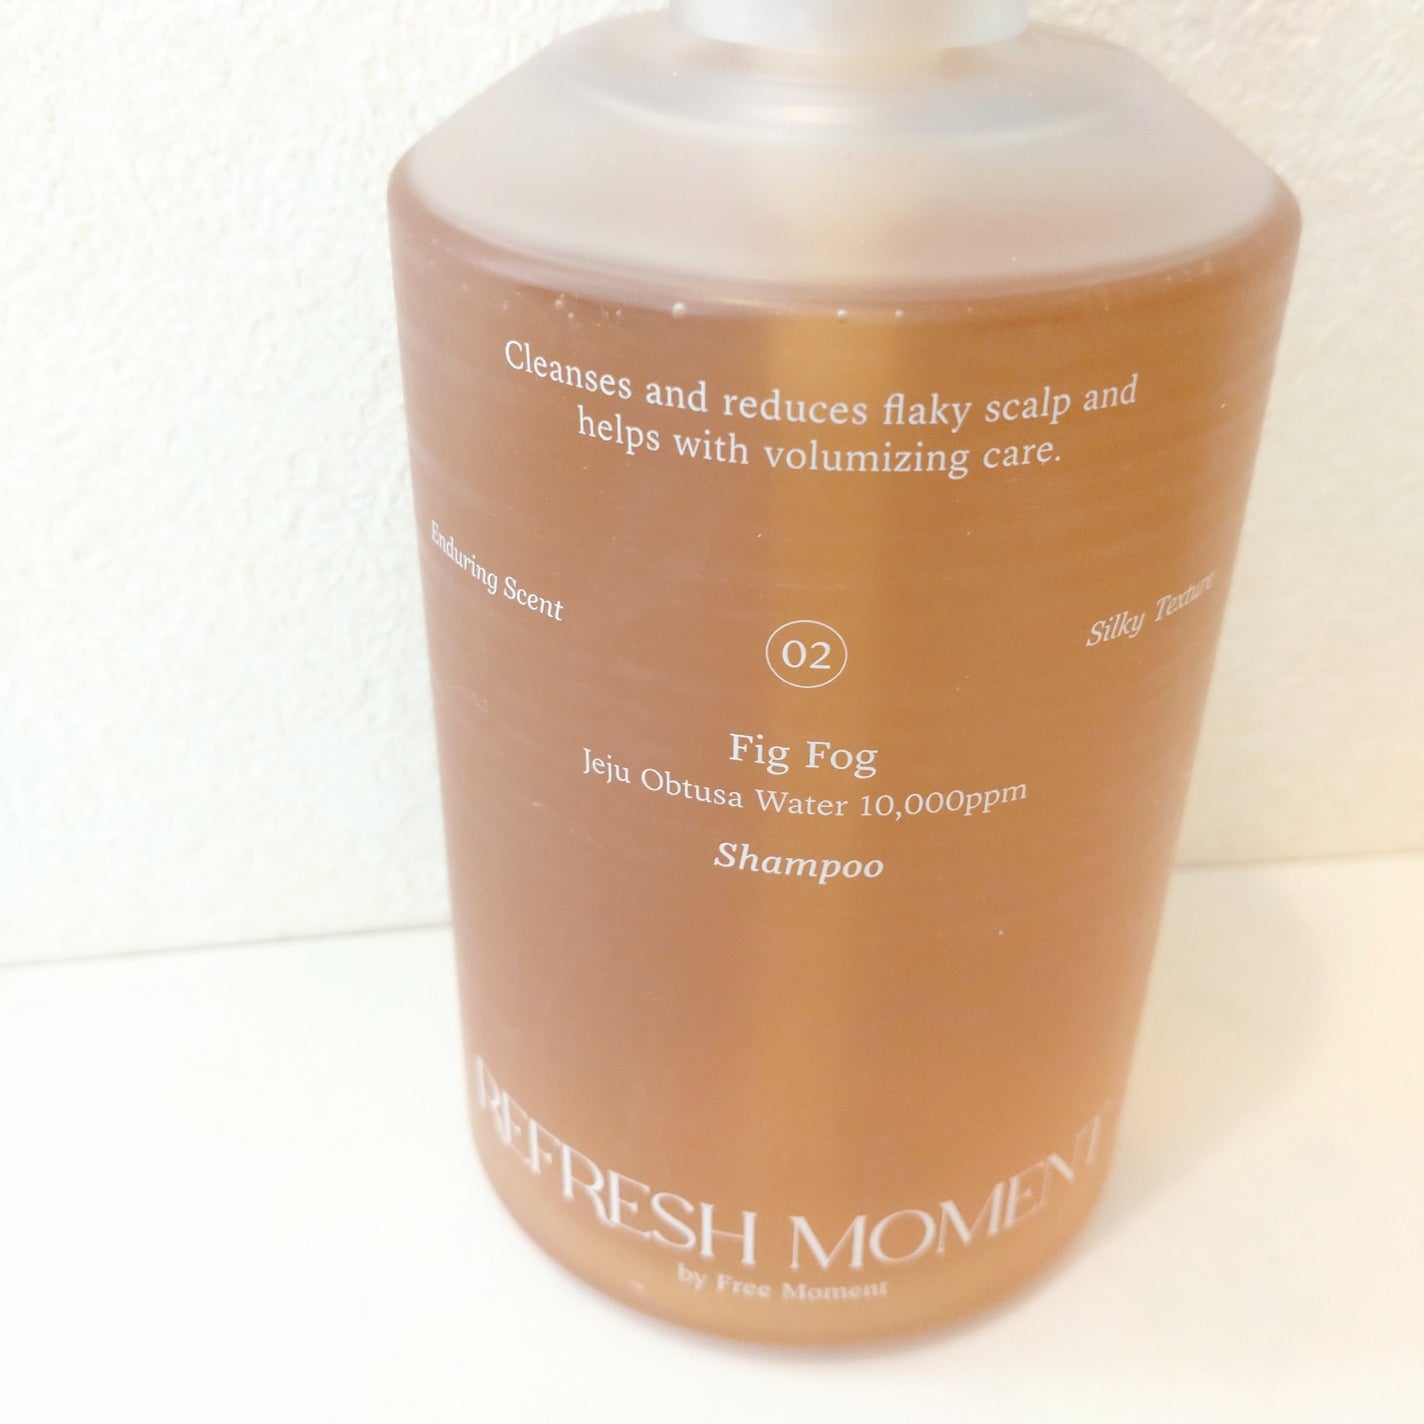 Cleanses and reduces flaky scalp and
helps with volumizing care.
Enduring Scent
Silky Texture
02
Fig Fog
Jeju Obtusa Water 10,000ppm
Shampoo
REFRESH MOMENT
by Free Moment